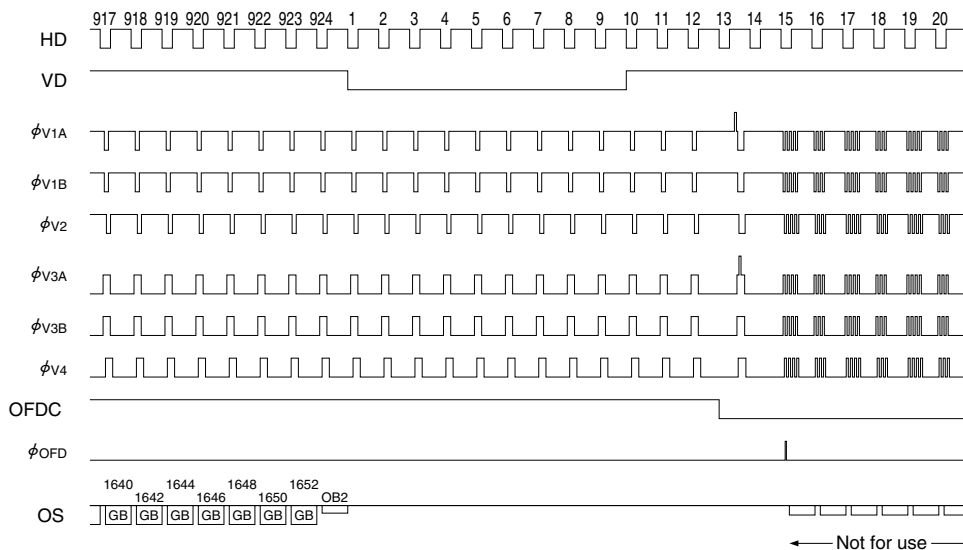 917 918 919 920 921 922 923 924 1 2 3 4 5 6 7 8 9 10 11 12 13 14 15 16 17 18 19 20
HD
VD
ϕV1A
ϕV1B
ϕV2
ϕV3A
ϕV3B
ϕV4
OFDC
ϕOFD
1640 1644 1648 1652
1642 1646 1650 OB2
OS GB GB GB GB GB GB GB
Not for use